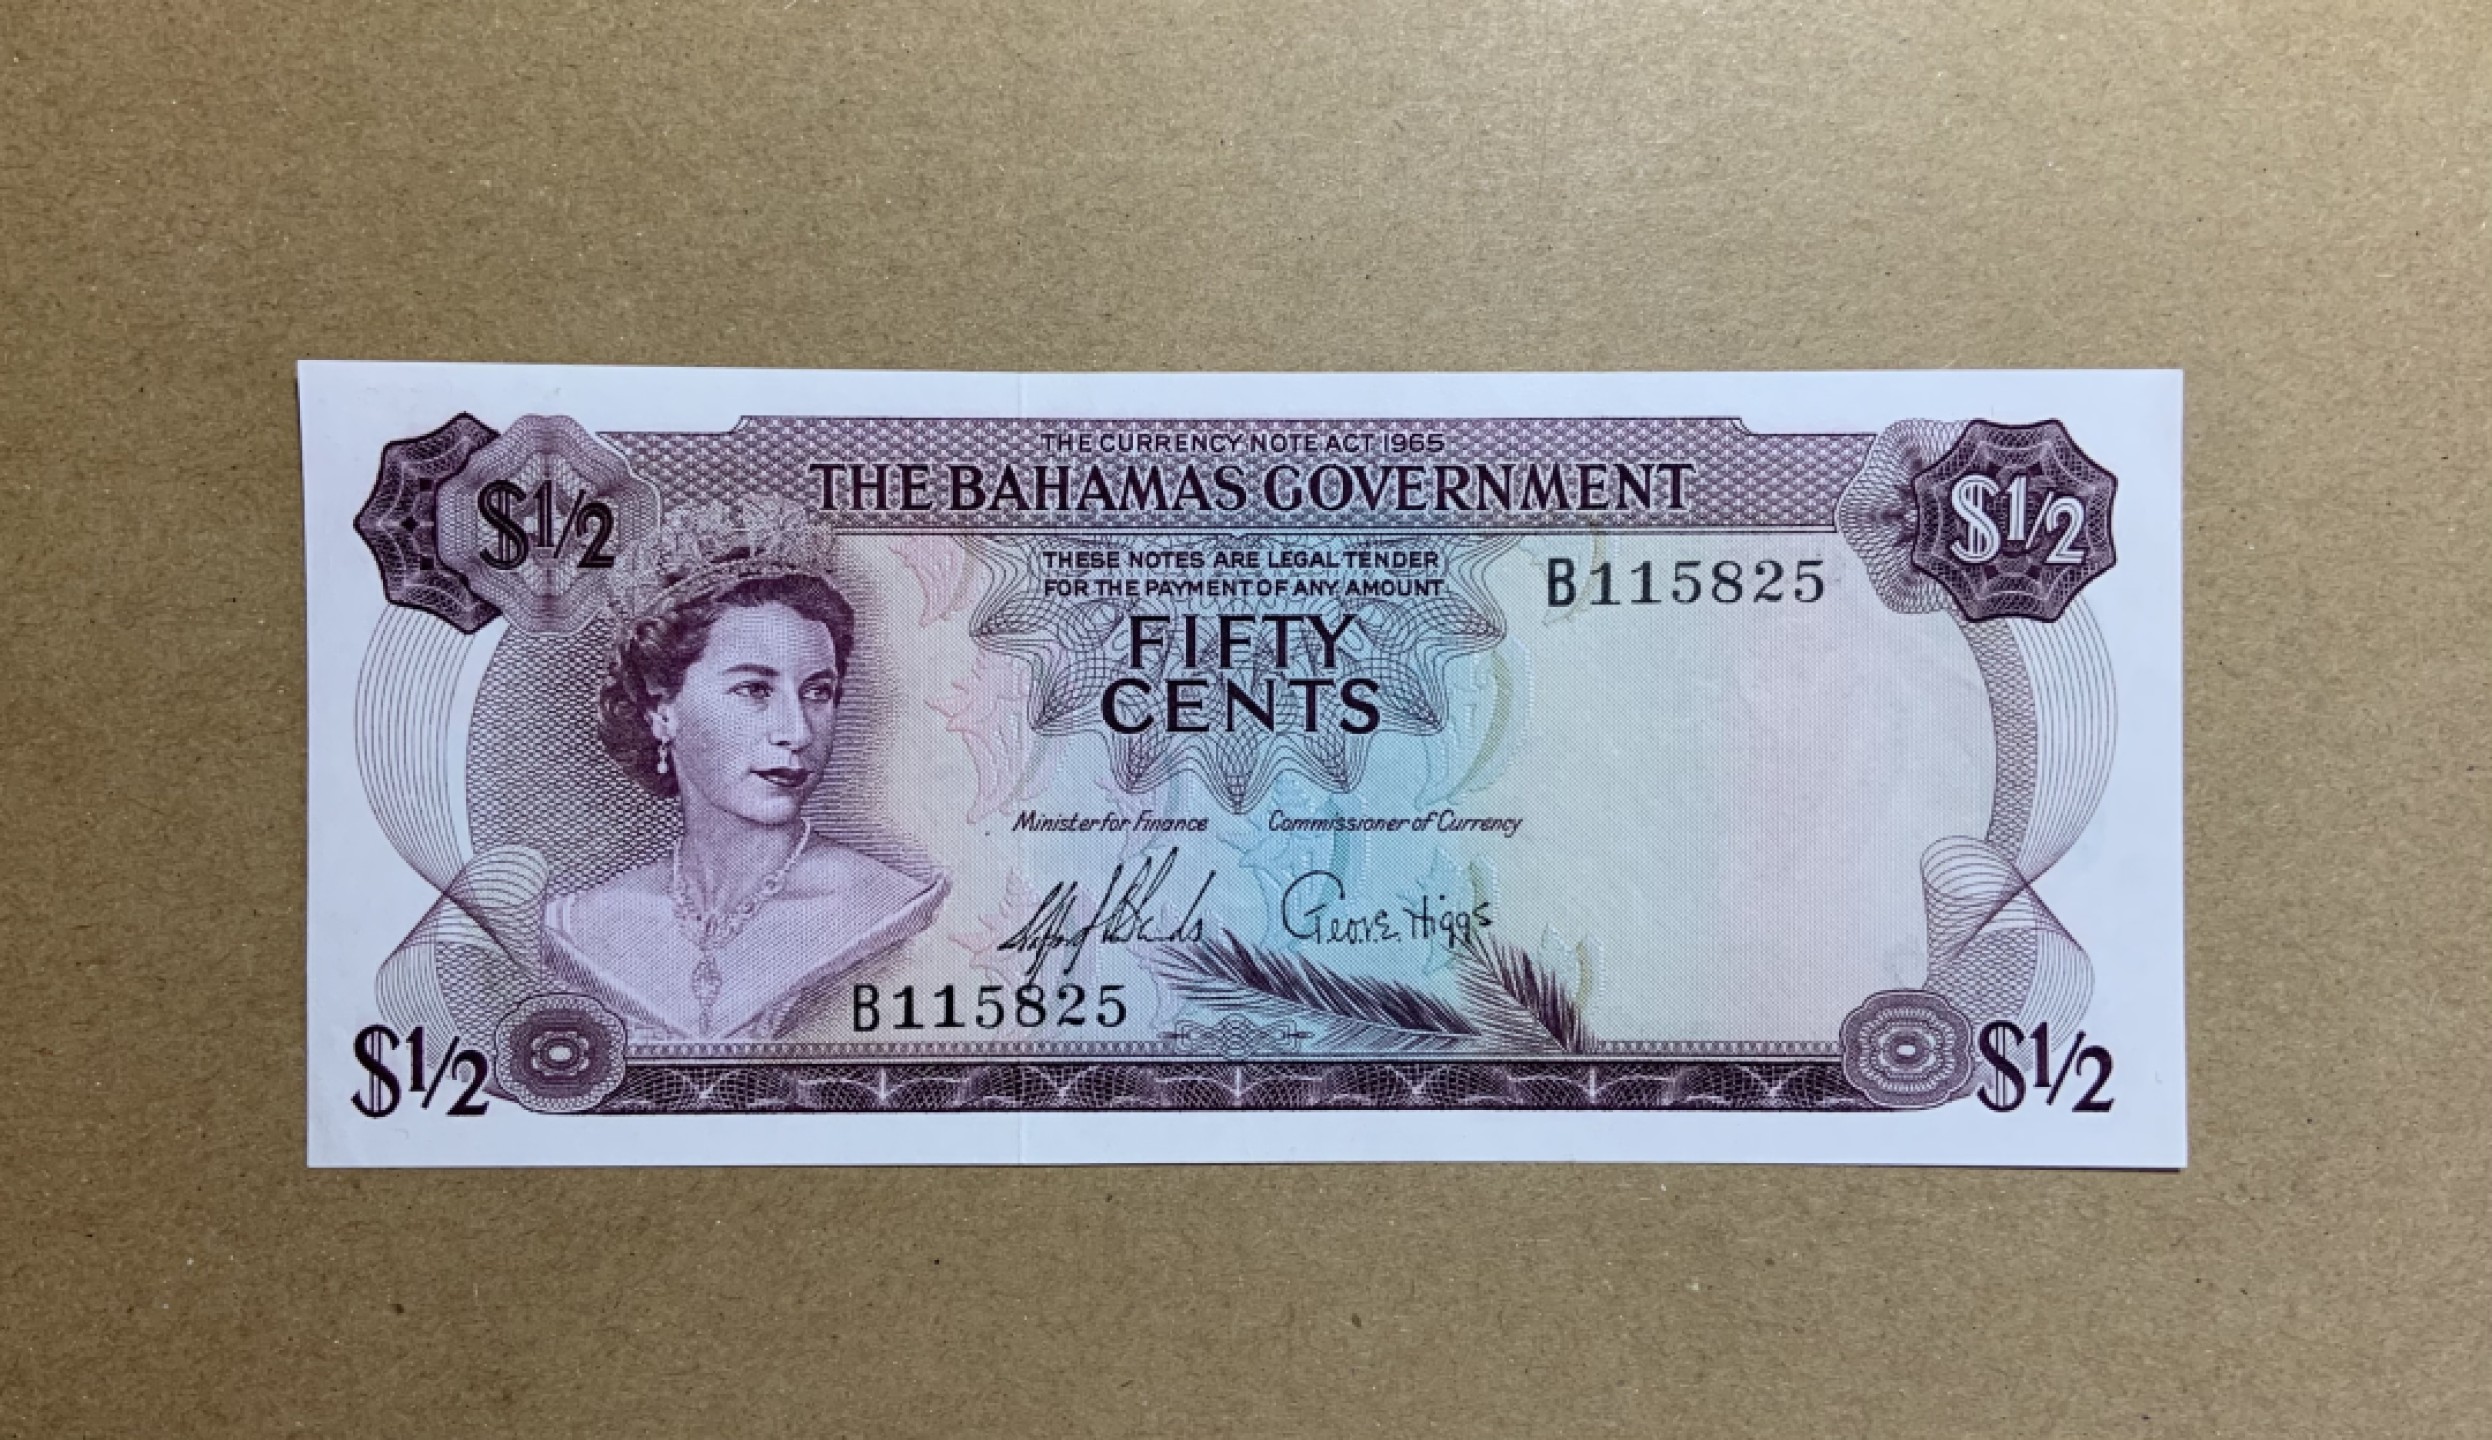 THE CURRENCY NOTE ACT 1965
THE BAHAMAS GOVERNMENT
$1/2
$1/2
THESE NOTES ARE LEGAL TENDER
FOR THE PAYMENT OF ANY AMOUNT
B115825
FIFTY
CENTS
Minister for Finance
Commissioner of Currency
Geo. E. Higgs
B115825
$1/2
$1/2